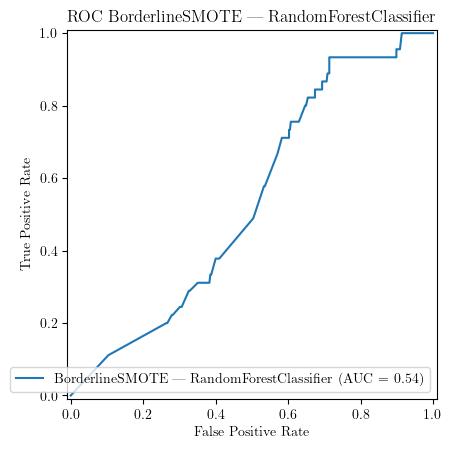 ROC BorderlineSMOTE — RandomForestClassifier
1.0
0.8
0.6
0.4
0.2
0.0
True Positive Rate
BorderlineSMOTE — RandomForestClassifier (AUC = 0.54)
0.0 0.2 0.4 0.6 0.8 1.0
False Positive Rate